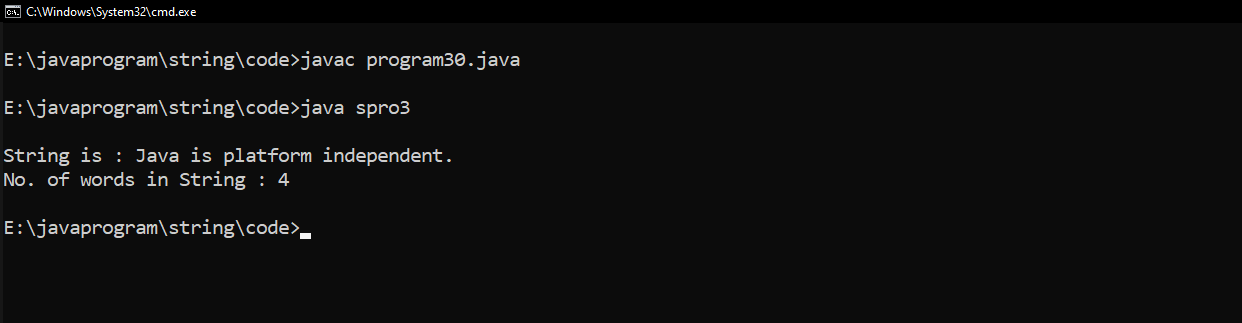 C:\Windows\System32\cmd.exe
E:\javaprogram\string\code>javac program30.java
E:\javaprogram\string\code>java spro3
String is : Java is platform independent.
No. of words in String : 4
E:\javaprogram\string\code>